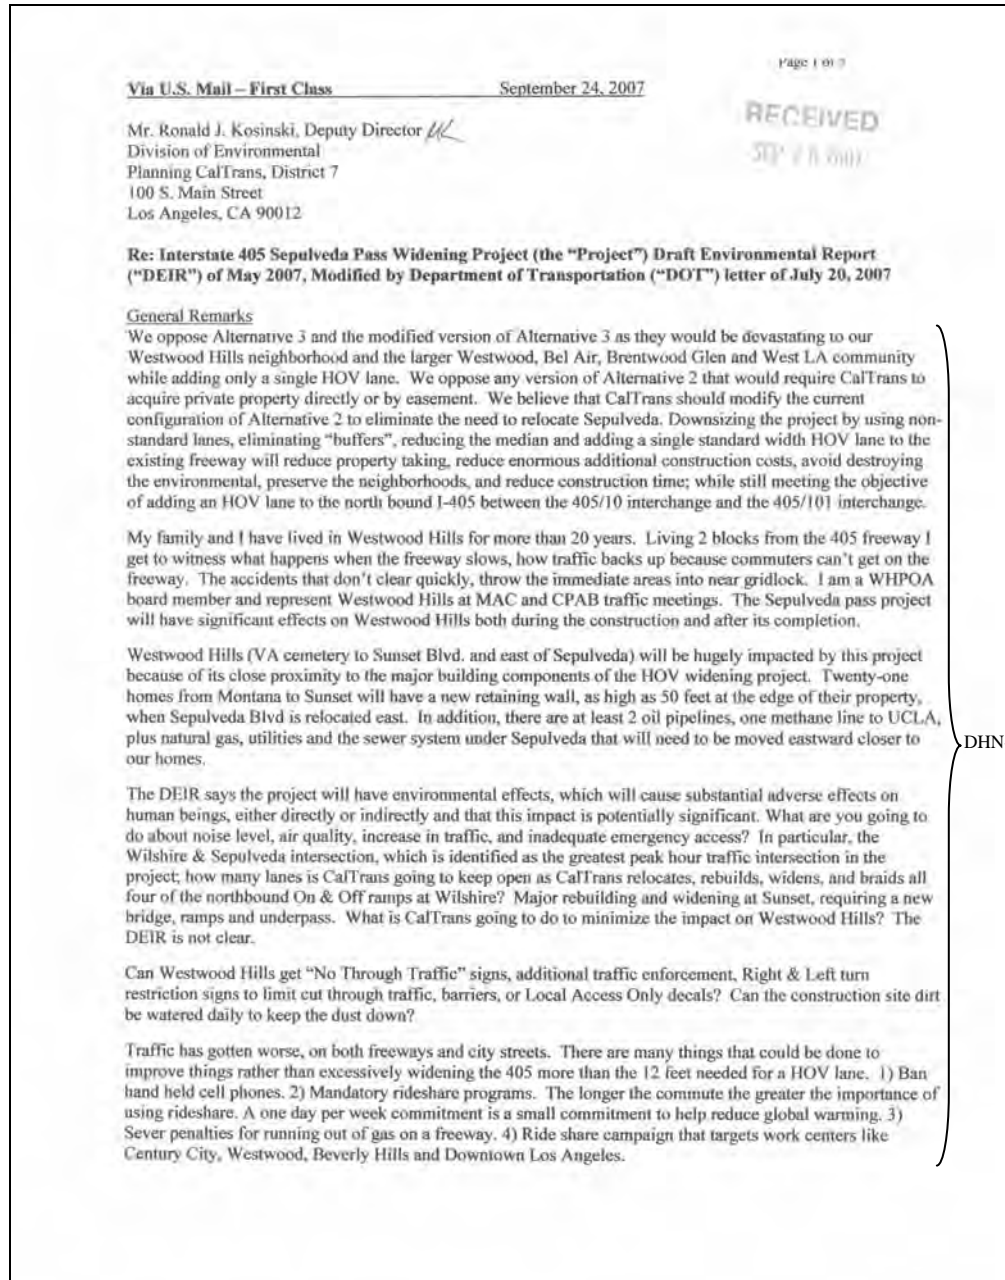 Page 1 of
Via U.S. Mail – First Class September 24, 2007
RECEIVED
SEP
Mr. Ronald J. Kosinski, Deputy Director
Division of Environmental
Planning CalTrans, District 7
100 S. Main Street
Los Angeles, CA 90012
Re: Interstate 405 Sepulveda Pass Widening Project (the “Project”) Draft Environmental Report
(“DEIR”) of May 2007, Modified by Department of Transportation (“DOT”) letter of July 20, 2007
General Remarks
We oppose Alternative 3 and the modified version of Alternative 3 as they would be devastating to our
Westwood Hills neighborhood and the larger Westwood, Bel Air, Brentwood Glen and West LA community
while adding only a single HOV lane. We oppose any version of Alternative 2 that would require CalTrans to
acquire private property directly or by easement. We believe that CalTrans should modify the current
configuration of Alternative 2 to eliminate the need to relocate Sepulveda. Downsizing the project by using non-
standard lanes, eliminating “buffers”, reducing the median and adding a single standard width HOV lane to the
existing freeway will reduce property taking, reduce enormous additional construction costs, avoid destroying
the environmental, preserve the neighborhoods, and reduce construction time; while still meeting the objective
of adding an HOV lane to the north bound I-405 between the 405/10 interchange and the 405/101 interchange.
My family and I have lived in Westwood Hills for more than 20 years. Living 2 blocks from the 405 freeway I
get to witness what happens when the freeway slows, how traffic backs up because commuters can’t get on the
freeway. The accidents that don’t clear quickly, throw the immediate areas into near gridlock. I am a WHPOA
board member and represent Westwood Hills at MAC and CPAB traffic meetings. The Sepulveda pass project
will have significant effects on Westwood Hills both during the construction and after its completion.
Westwood Hills (VA cemetery to Sunset Blvd. and east of Sepulveda) will be hugely impacted by this project
because of its close proximity to the major building components of the HOV widening project. Twenty-one
homes from Montana to Sunset will have a new retaining wall, as high as 50 feet at the edge of their property,
when Sepulveda Blvd is relocated east. In addition, there are at least 2 oil pipelines, one methane line to UCLA,
plus natural gas, utilities and the sewer system under Sepulveda that will need to be moved eastward closer to
our homes.
DHN
The DEIR says the project will have environmental effects, which will cause substantial adverse effects on
human beings, either directly or indirectly and that this impact is potentially significant. What are you going to
do about noise level, air quality, increase in traffic, and inadequate emergency access? In particular, the
Wilshire & Sepulveda intersection, which is identified as the greatest peak hour traffic intersection in the
project; how many lanes is CalTrans going to keep open as CalTrans relocates, rebuilds, widens, and braids all
four of the northbound On & Off ramps at Wilshire? Major rebuilding and widening at Sunset, requiring a new
bridge, ramps and underpass. What is CalTrans going to do to minimize the impact on Westwood Hills? The
DEIR is not clear.
Can Westwood Hills get “No Through Traffic” signs, additional traffic enforcement, Right & Left turn
restriction signs to limit cut through traffic, barriers, or Local Access Only decals? Can the construction site dirt
be watered daily to keep the dust down?
Traffic has gotten worse, on both freeways and city streets. There are many things that could be done to
improve things rather than excessively widening the 405 more than the 12 feet needed for a HOV lane. 1) Ban
hand held cell phones. 2) Mandatory rideshare programs. The longer the commute the greater the importance of
using rideshare. A one day per week commitment is a small commitment to help reduce global warming. 3)
Sever penalties for running out of gas on a freeway. 4) Ride share campaign that targets work centers like
Century City, Westwood, Beverly Hills and Downtown Los Angeles.